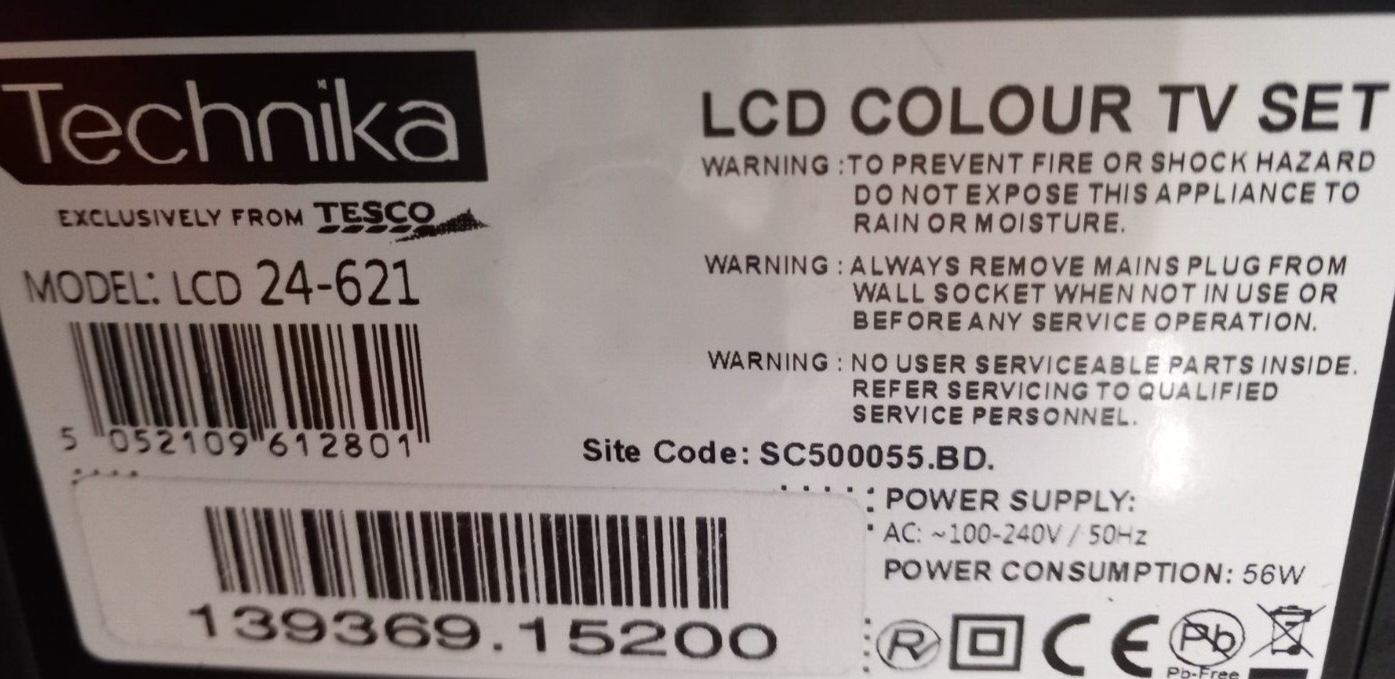 Technika
EXCLUSIVELY FROM TESCO
MODEL: LCD 24-621
5 052109 612801
139369.15200
LCD COLOUR TV SET
WARNING : TO PREVENT FIRE OR SHOCK HAZARD
DO NOT EXPOSE THIS APPLIANCE TO
RAIN OR MOISTURE.
WARNING : ALWAYS REMOVE MAINS PLUG FROM
WALL SOCKET WHEN NOT IN USE OR
BEFORE ANY SERVICE OPERATION.
WARNING : NO USER SERVICEABLE PARTS INSIDE.
REFER SERVICING TO QUALIFIED
SERVICE PERSONNEL.
Site Code: SC500055.BD.
POWER SUPPLY:
AC: ~100-240V / 50Hz
POWER CONSUMPTION: 56W
R CE Pb
Pb-Free